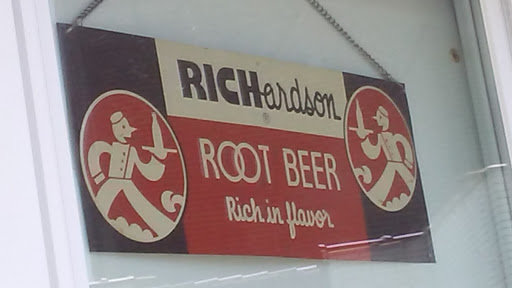 RICHardson®
ROOT BEER
Rich in flavor